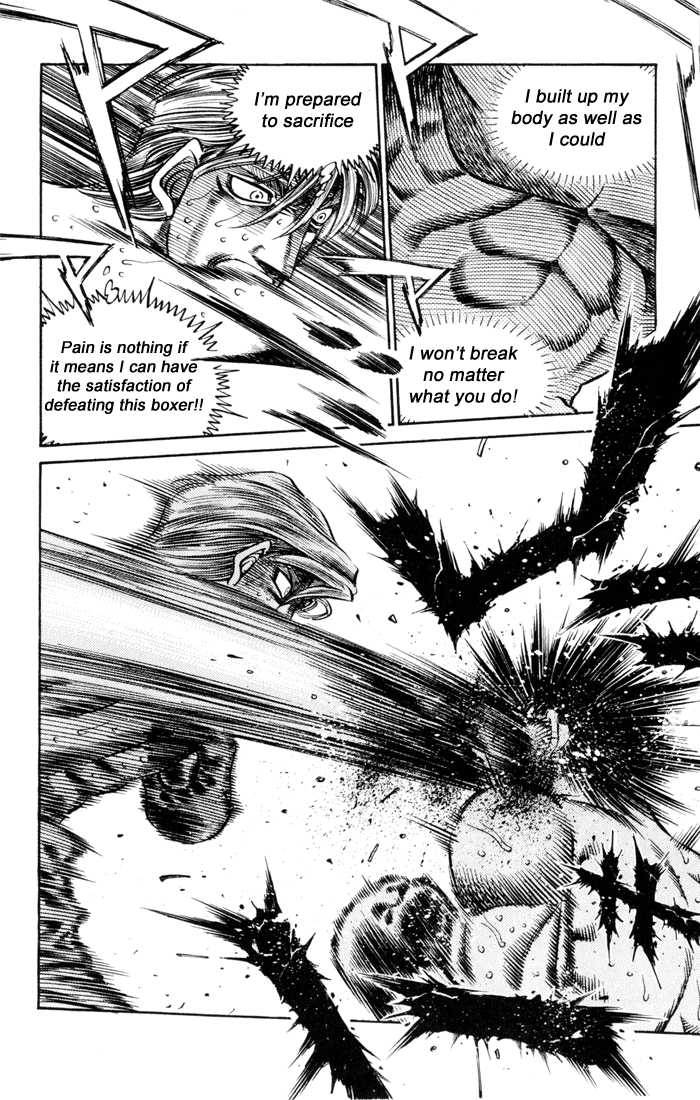 I built up my
body as well as
I could
I won't break
no matter
what you do!
I'm prepared
to sacrifice
Pain is nothing if
it means I can have
the satisfaction of
defeating this boxer!!